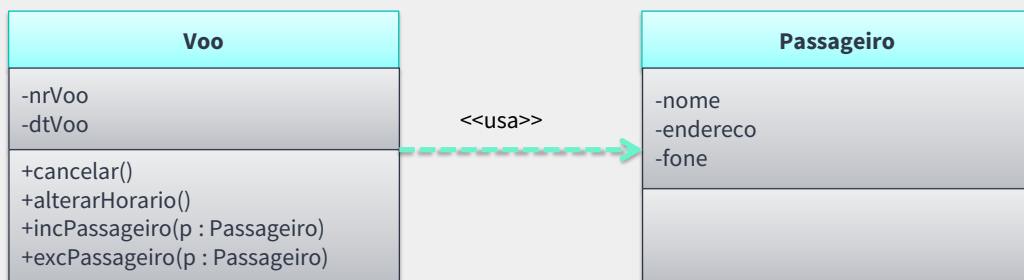 Voo
-nrVoo
-dtVoo
+cancelar()
+alterarHorario()
+incPassageiro(p : Passageiro)
+excPassageiro(p : Passageiro)
<<usa>>
Passageiro
-nome
-endereco
-fone